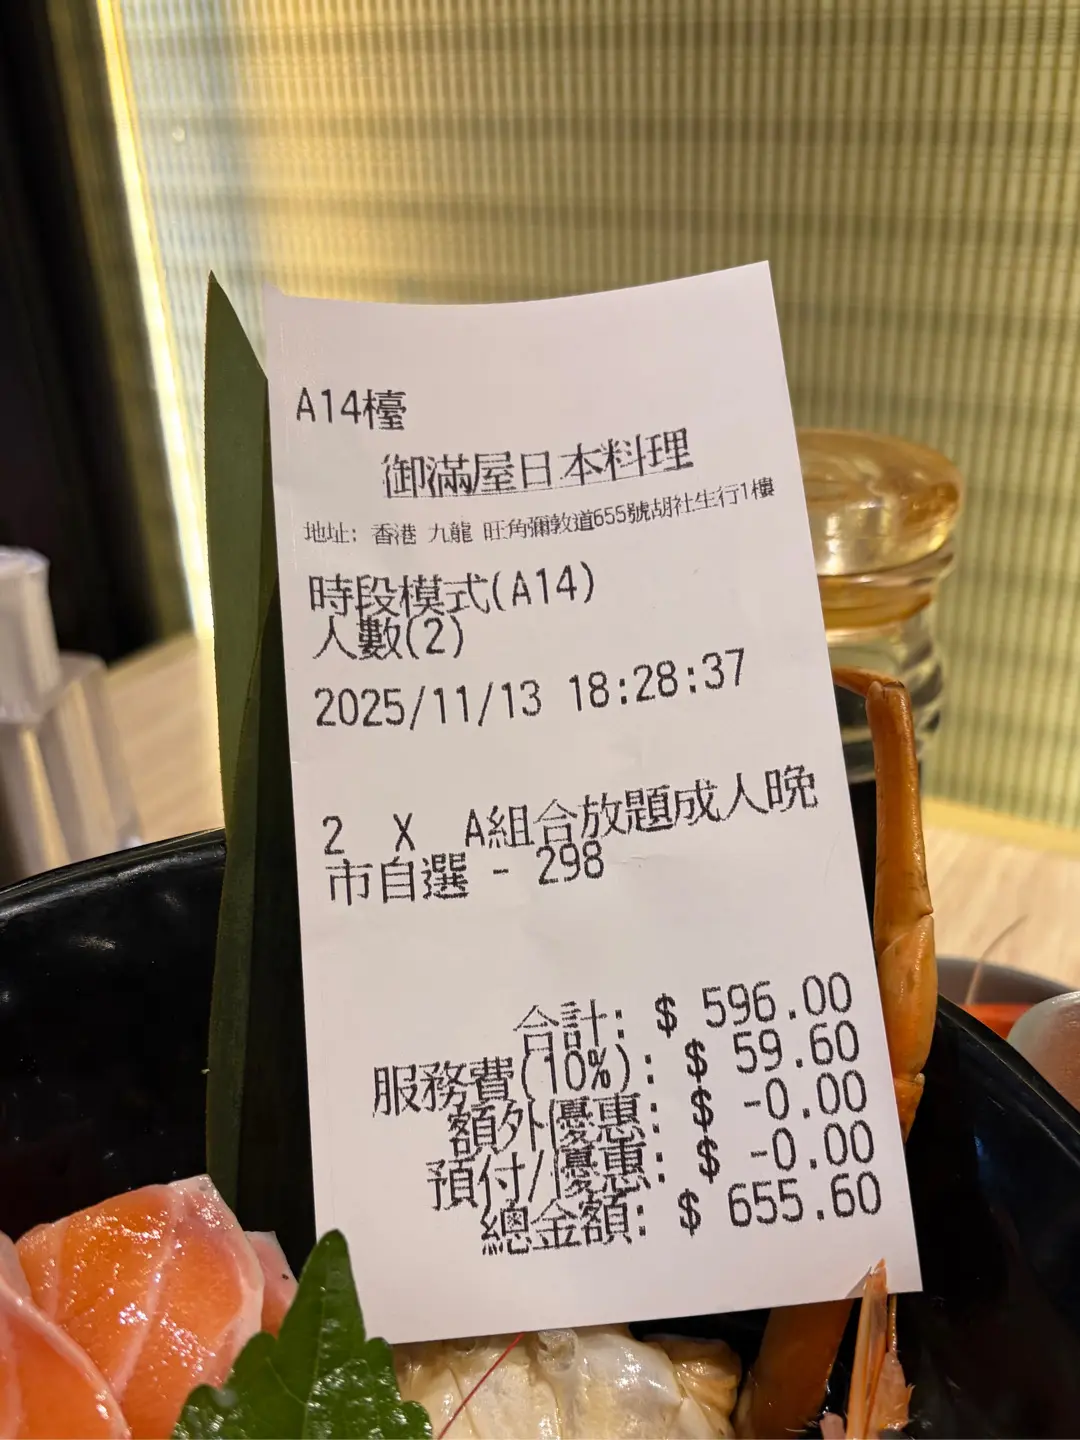 A14檯
御滿屋日本料理
地址: 香港 九龍 旺角彌敦道655號胡社生行1樓
時段模式(A14)
人數(2)
2025/11/13 18:28:37
2 X A組合放題成人晚
市自選 - 298
合計: $ 596.00
服務費(10%): $ 59.60
額外優惠: $ -0.00
預付/優惠: $ -0.00
總金額: $ 655.60